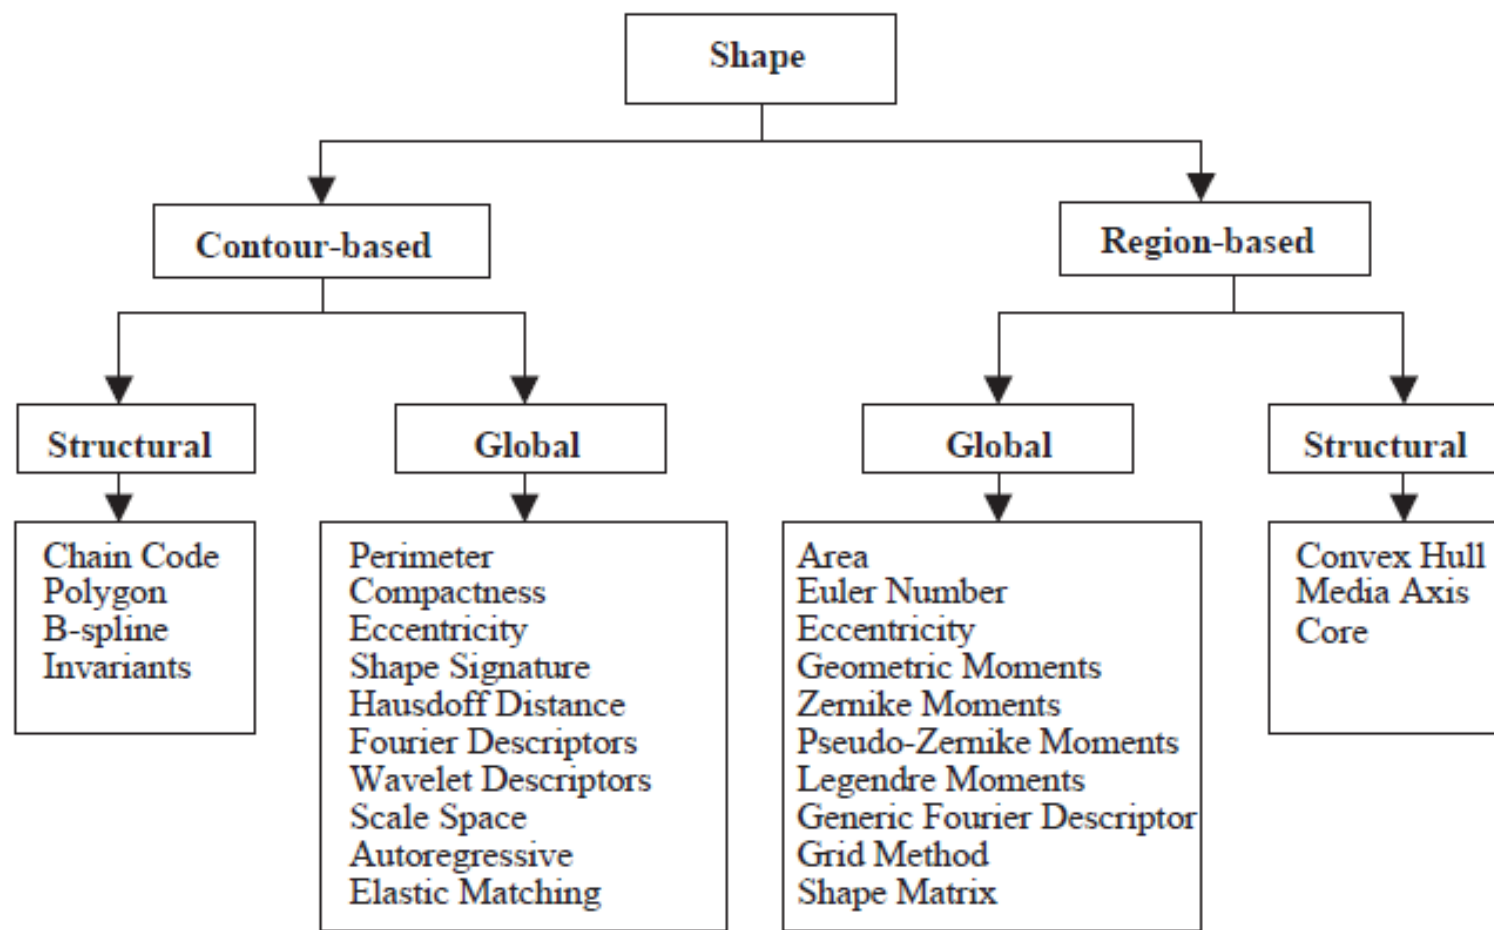 Shape
Contour-based
Region-based
Structural
Global
Global
Structural
Chain Code
Polygon
B-spline
Invariants
Perimeter
Compactness
Eccentricity
Shape Signature
Hausdoff Distance
Fourier Descriptors
Wavelet Descriptors
Scale Space
Autoregressive
Elastic Matching
Area
Euler Number
Eccentricity
Geometric Moments
Zernike Moments
Pseudo-Zernike Moments
Legendre Moments
Generic Fourier Descriptor
Grid Method
Shape Matrix
Convex Hull
Media Axis
Core